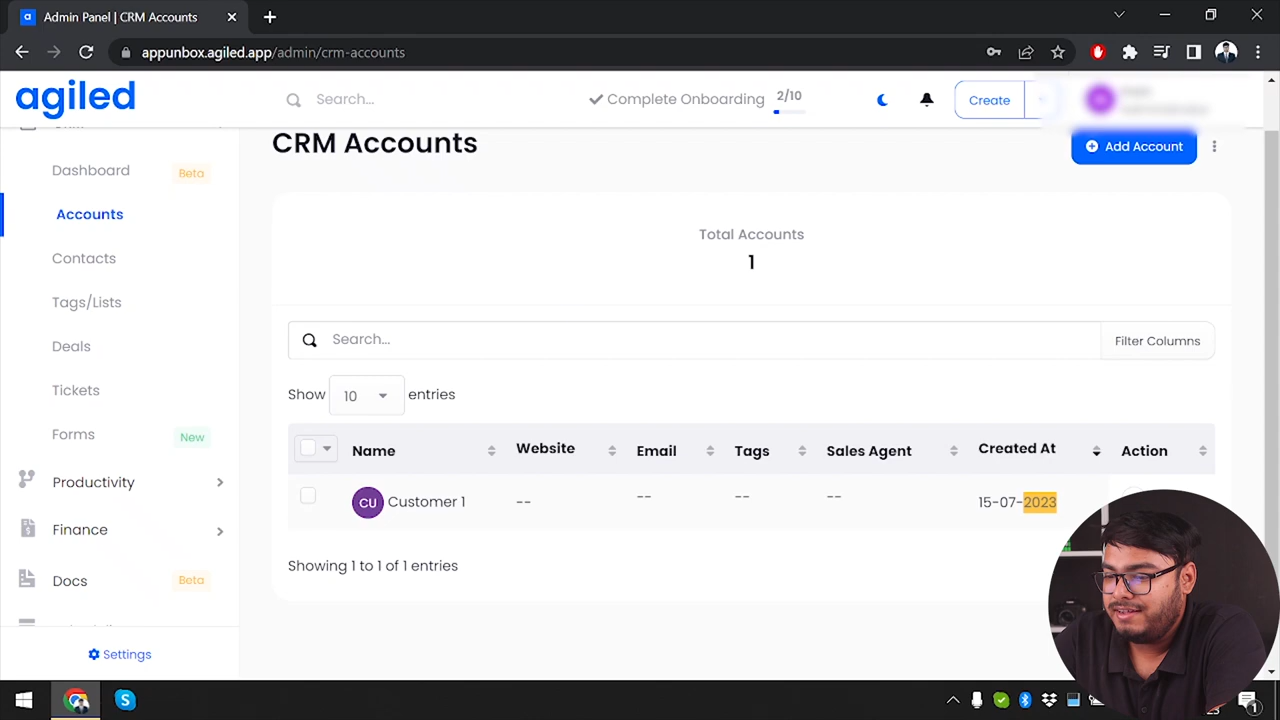 a Admin Panel | CRM Accounts
appunbox.agiled.app/admin/crm-accounts
agiled
Search...
Complete Onboarding 2/10
Create
CRM Accounts
Add Account
Dashboard Beta
Accounts
Contacts
Tags/Lists
Deals
Tickets
Forms New
Productivity
Finance
Docs Beta
Settings
Total Accounts
1
Search...
Filter Columns
Show 10 entries
Name Website Email Tags Sales Agent Created At Action
CU Customer 1 -- -- -- -- 15-07-2023
Showing 1 to 1 of 1 entries